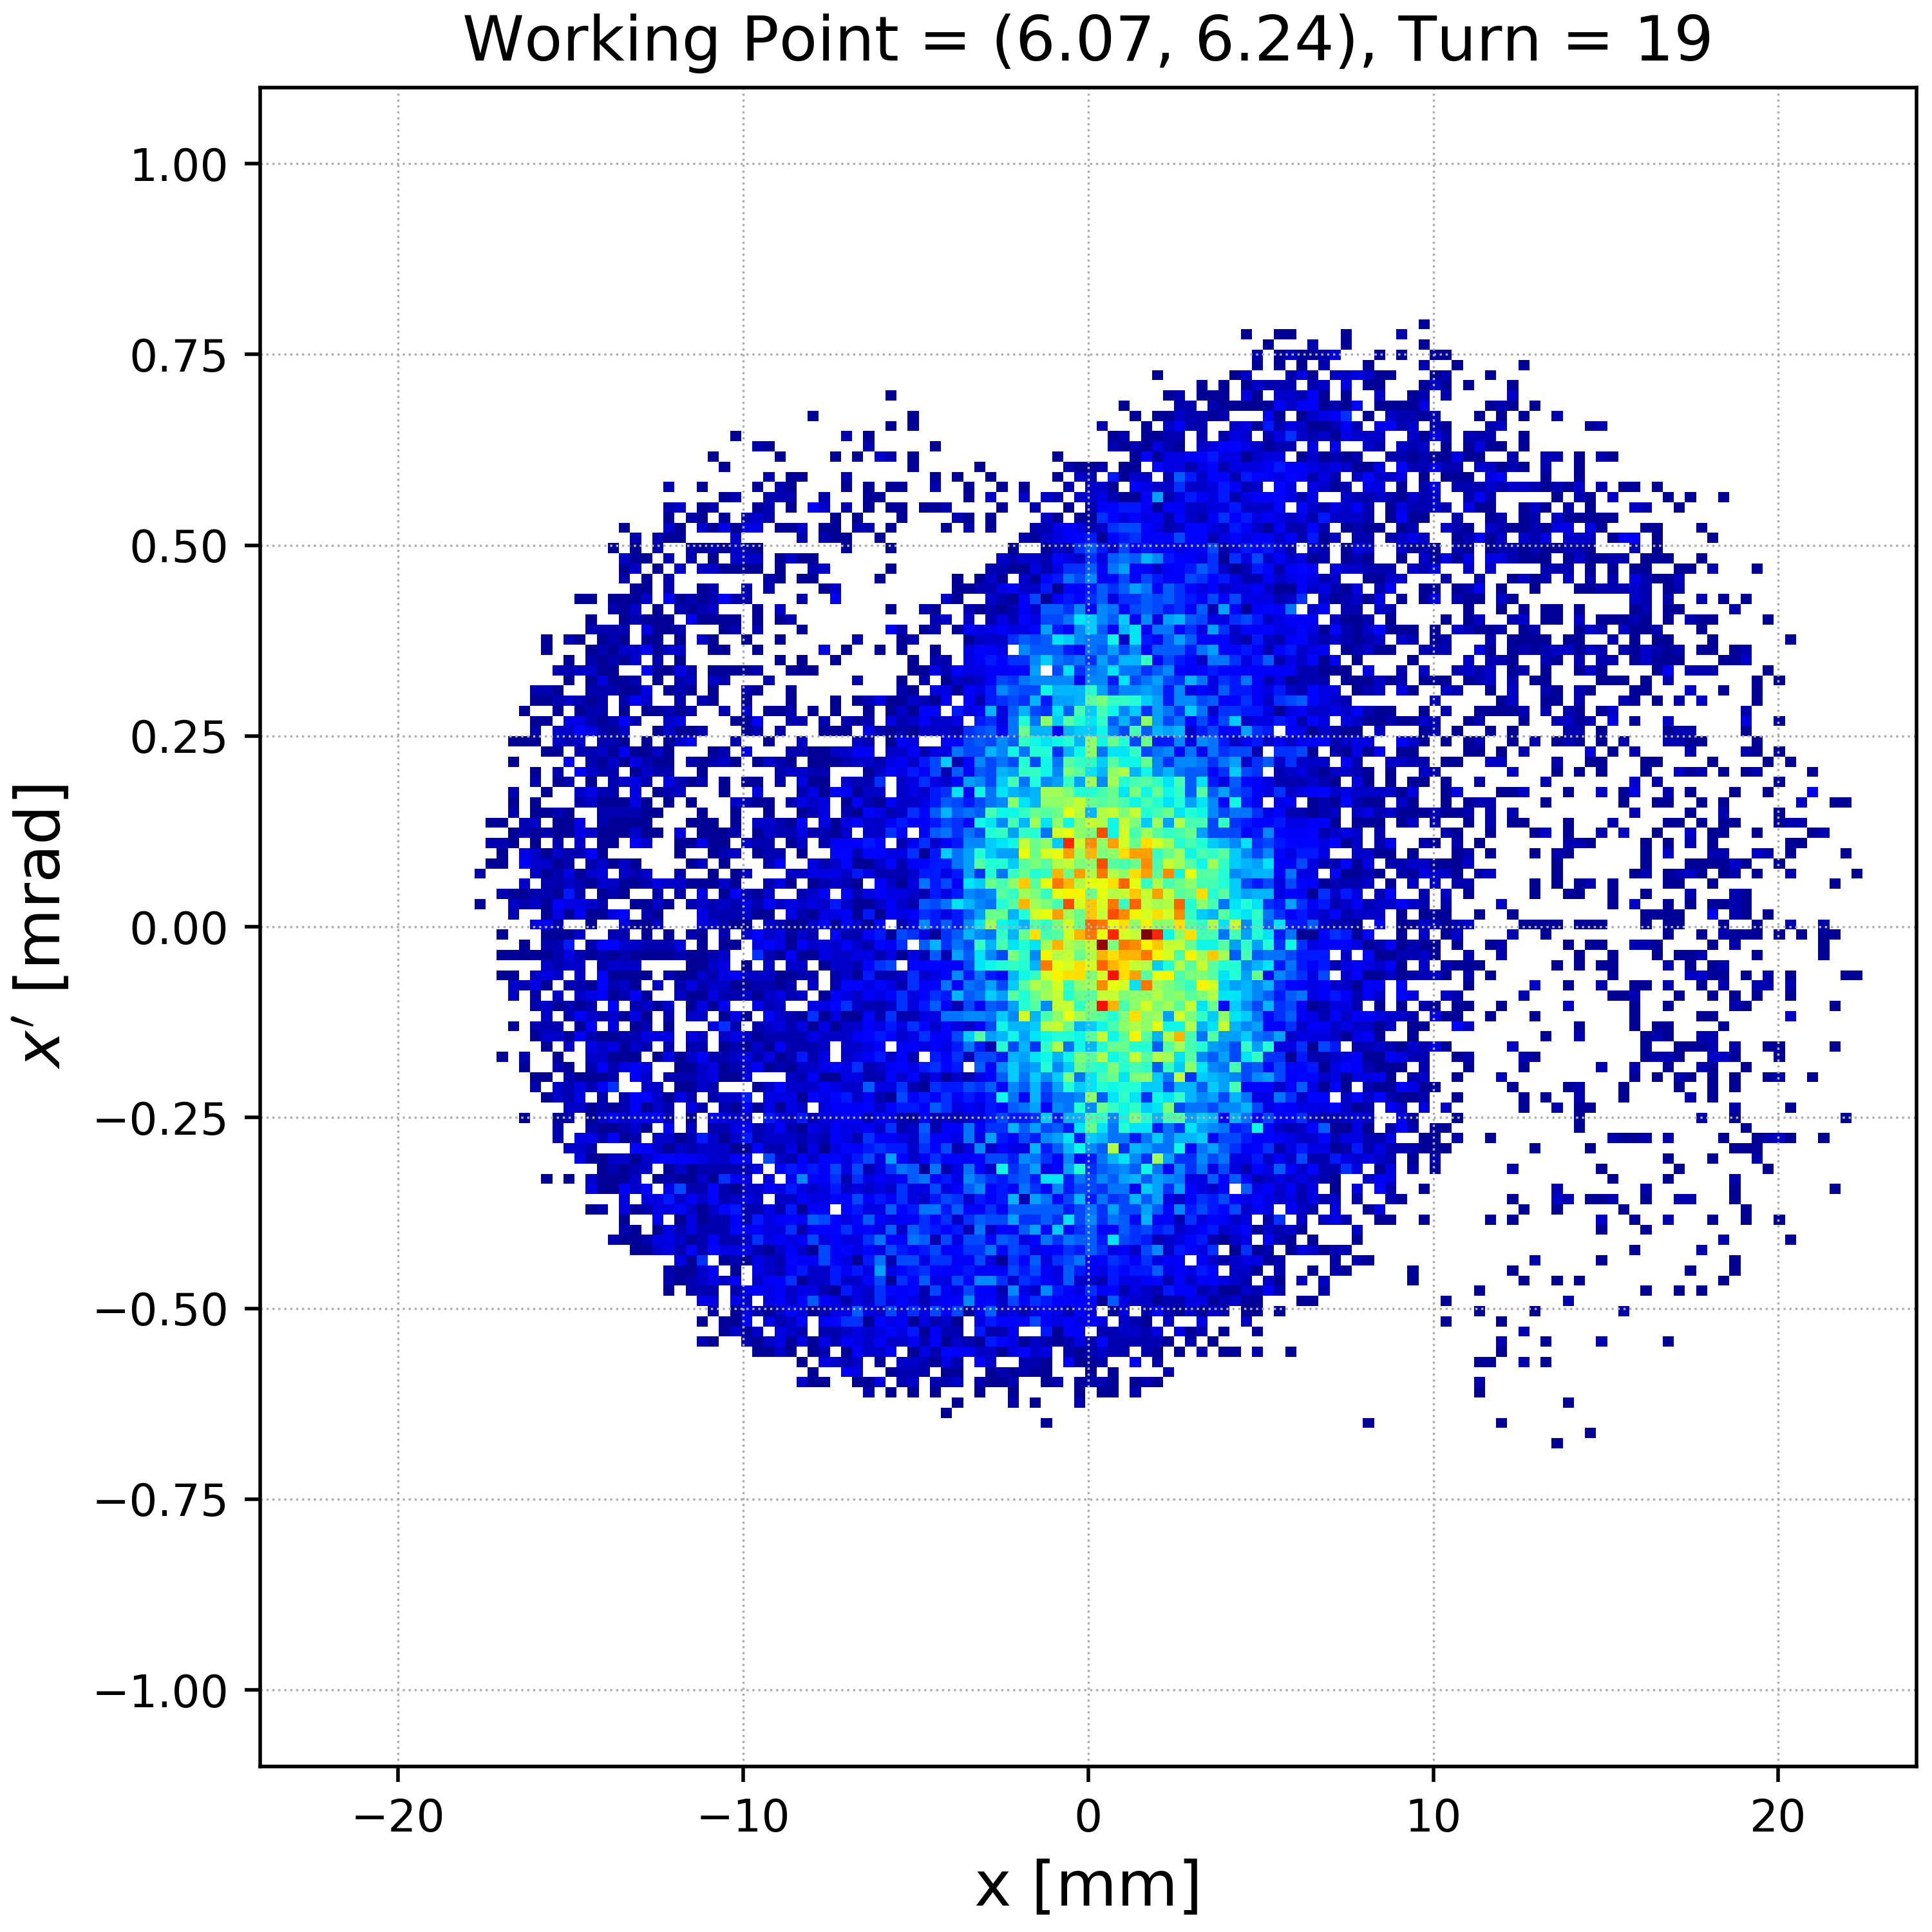 Working Point = (6.07, 6.24), Turn = 19
1.00
0.75
0.50
0.25
0.00
−0.25
−0.50
−0.75
−1.00
x′ [mrad]
−20 −10 0 10 20
x [mm]